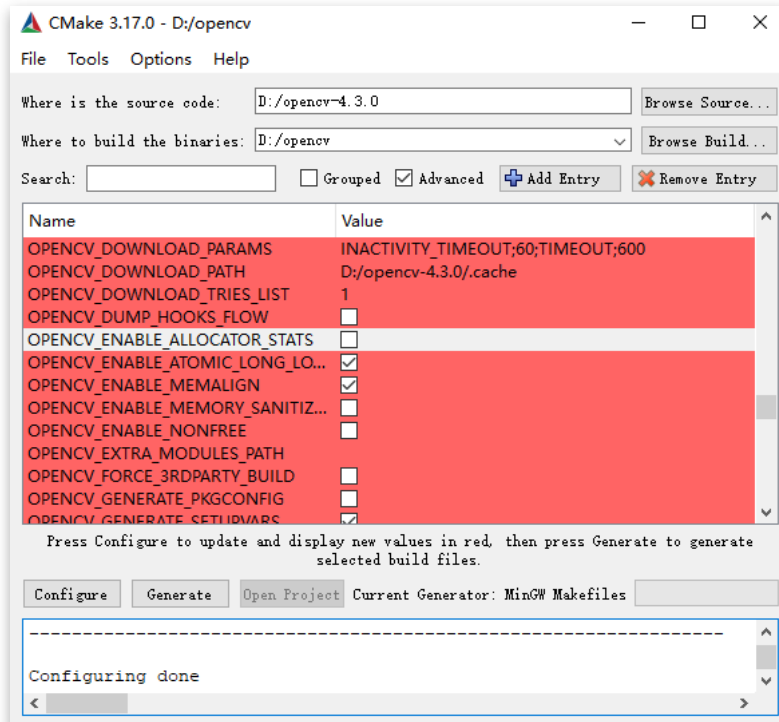 CMake 3.17.0 - D:/opencv
File Tools Options Help
Where is the source code: D:/opencv-4.3.0 Browse Source...
Where to build the binaries: D:/opencv Browse Build...
Search: Grouped Advanced Add Entry Remove Entry
Name Value
OPENCV_DOWNLOAD_PARAMS INACTIVITY_TIMEOUT;60;TIMEOUT;600
OPENCV_DOWNLOAD_PATH D:/opencv-4.3.0/.cache
OPENCV_DOWNLOAD_TRIES_LIST 1
OPENCV_DUMP_HOOKS_FLOW
OPENCV_ENABLE_ALLOCATOR_STATS
OPENCV_ENABLE_ATOMIC_LONG_LO...
OPENCV_ENABLE_MEMALIGN
OPENCV_ENABLE_MEMORY_SANITIZ...
OPENCV_ENABLE_NONFREE
OPENCV_EXTRA_MODULES_PATH
OPENCV_FORCE_3RDPARTY_BUILD
OPENCV_GENERATE_PKGCONFIG
OPENCV_GENERATE_SETUPVARS
Press Configure to update and display new values in red, then press Generate to generate
selected build files.
Configure Generate Open Project Current Generator: MinGW Makefiles
------------------------------------------------------------------
Configuring done